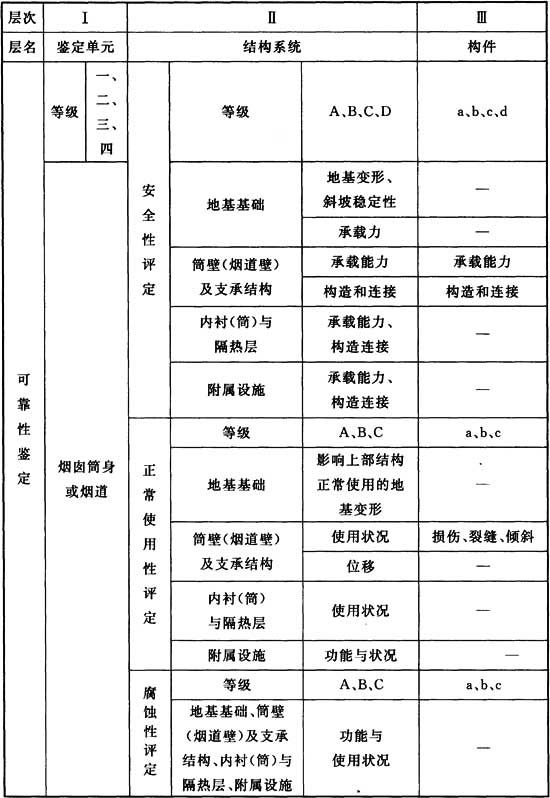 层次 Ⅰ Ⅱ Ⅲ
层名 鉴定单元 结构系统 构件
可靠性鉴定
等级
一、
二、
三、
四
烟囱筒身
或烟道
安全性评定
等级 A、B、C、D a、b、c、d
地基基础
地基变形、
斜坡稳定性
—
承载力 —
筒壁(烟道壁)
及支承结构
承载能力 承载能力
构造和连接 构造和连接
内衬(筒)与
隔热层
承载能力、
构造连接
—
附属设施
承载能力、
构造连接
—
正常使用性评定
等级 A、B、C a、b、c
地基基础
影响上部结构
正常使用的地
基变形
—
筒壁(烟道壁)
及支承结构
使用状况 损伤、裂缝、倾斜
位移 —
内衬(筒)
与隔热层
使用状况 —
附属设施 功能与状况 —
腐蚀性评定
等级 A、B、C a、b、c
地基基础、筒壁
(烟道壁)及支承
结构、内衬(筒)与
隔热层、附属设施
功能与
使用状况
—